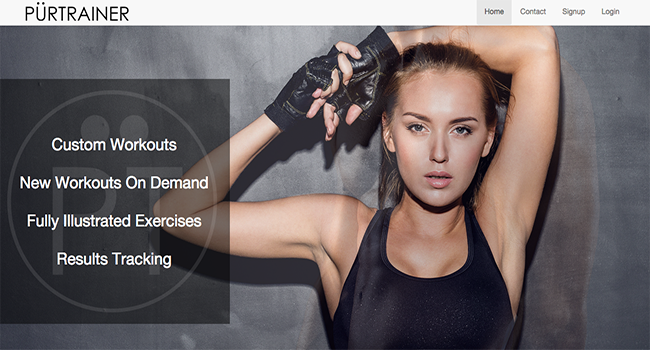 PÜRTRAINER
Home Contact Signup Login
Custom Workouts
New Workouts On Demand
Fully Illustrated Exercises
Results Tracking